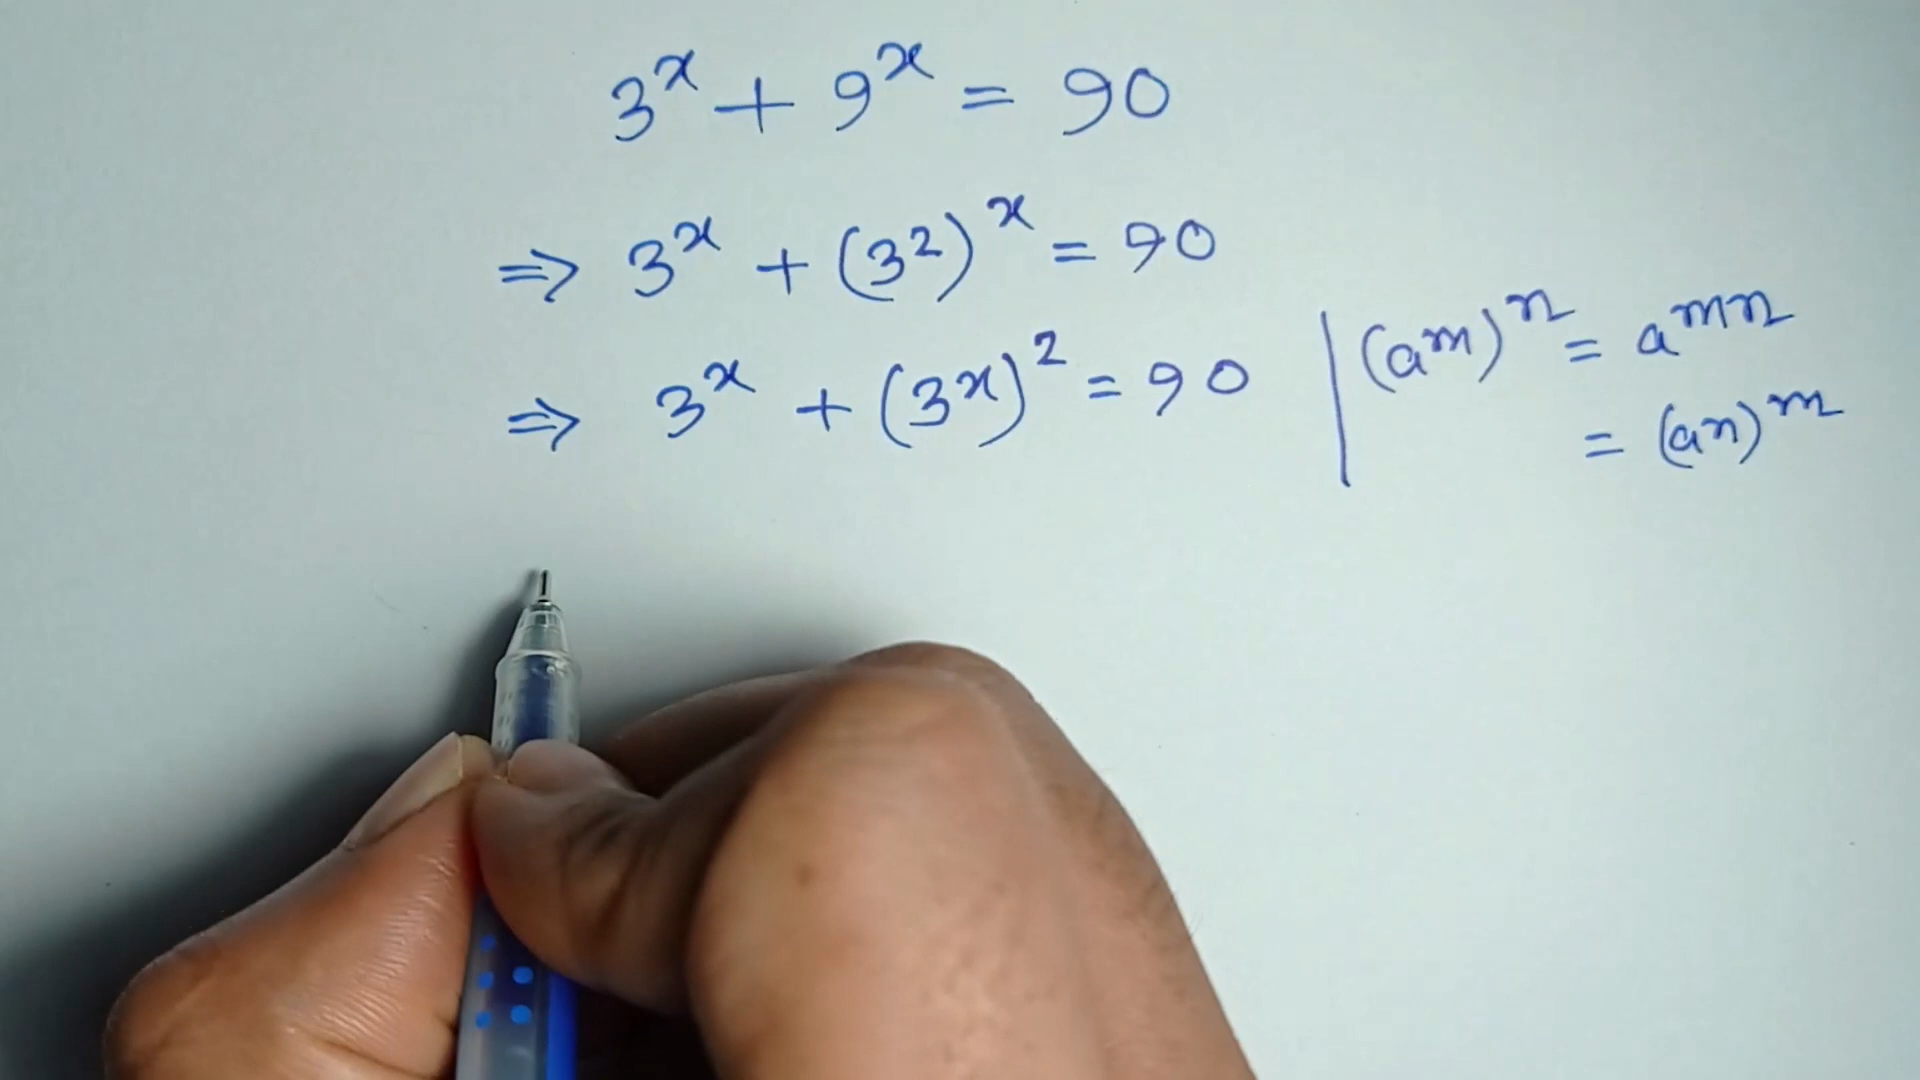 3^x + 9^x = 90
⇒ 3^x + (3^2)^x = 90
⇒ 3^x + (3^x)^2 = 90 | (a^m)^n = a^mn
= (a^n)^m